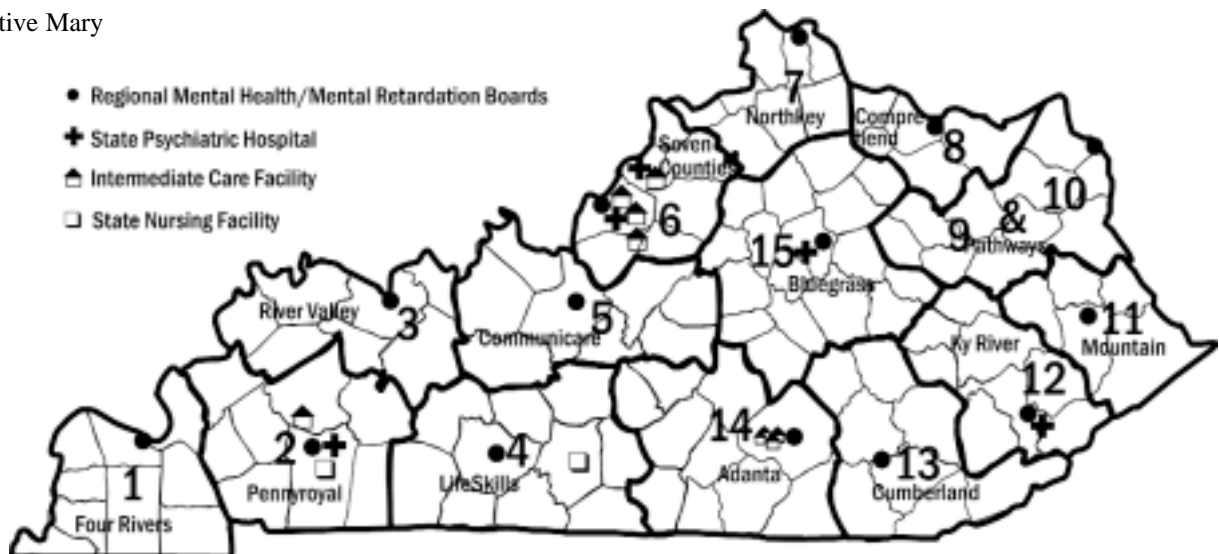 tive Mary
Regional Mental Health/Mental Retardation Boards
State Psychiatric Hospital
Intermediate Care Facility
State Nursing Facility
7
Northkey
Compre
hend
8
Seven
Counties
6
10
9 &
Pathways
15
Bluegrass
River Valley
3
5
Communicare
11
Mountain
Ky River
12
2
Pennyroyal
4
LifeSkills
14
Adanta
13
Cumberland
1
Four Rivers